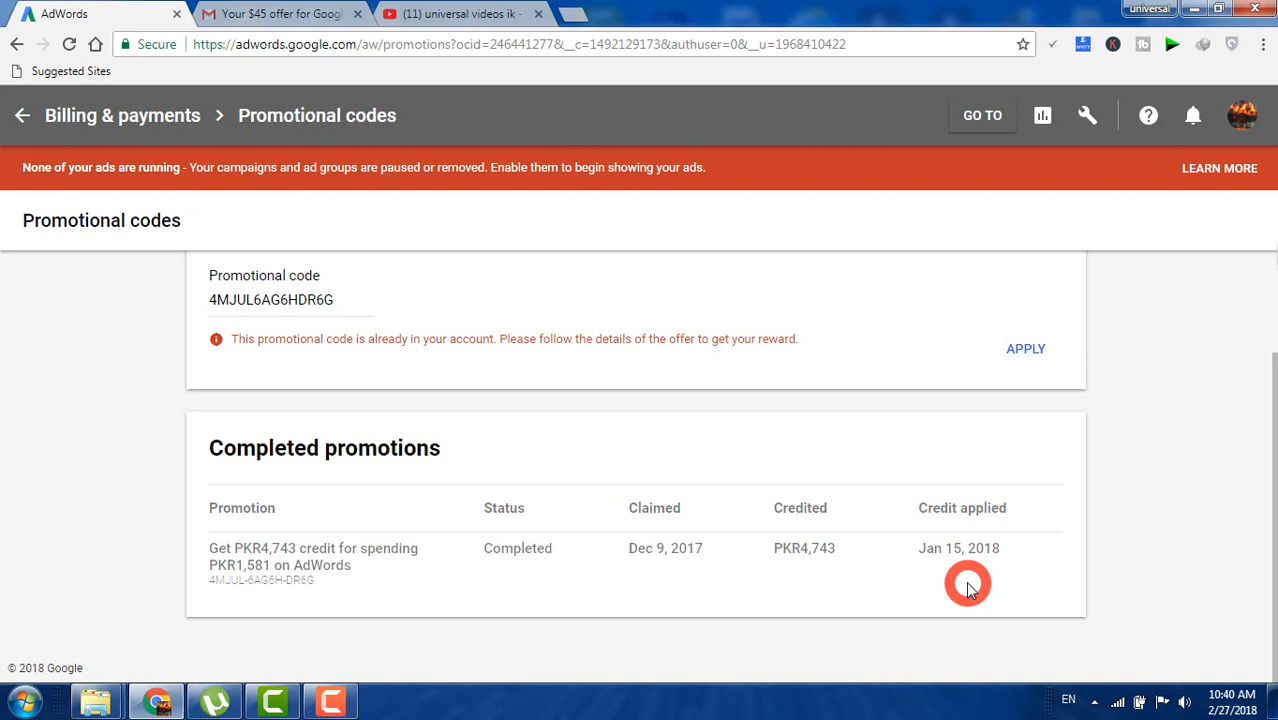 AdWords
Your $45 offer for Googl
(11) universal videos ik -
universal
Secure
https://adwords.google.com/aw/promotions?ocid=246441277&__c=1492129173&authuser=0&__u=1968410422
Suggested Sites
Billing & payments > Promotional codes
GO TO
None of your ads are running - Your campaigns and ad groups are paused or removed. Enable them to begin showing your ads.
LEARN MORE
Promotional codes
Promotional code
4MJUL6AG6HDR6G
This promotional code is already in your account. Please follow the details of the offer to get your reward.
APPLY
Completed promotions
Promotion Status Claimed Credited Credit applied
Get PKR4,743 credit for spending Completed Dec 9, 2017 PKR4,743 Jan 15, 2018
PKR1,581 on AdWords
4MJUL-6AG6H-DR6G
© 2018 Google
EN
10:40 AM
2/27/2018